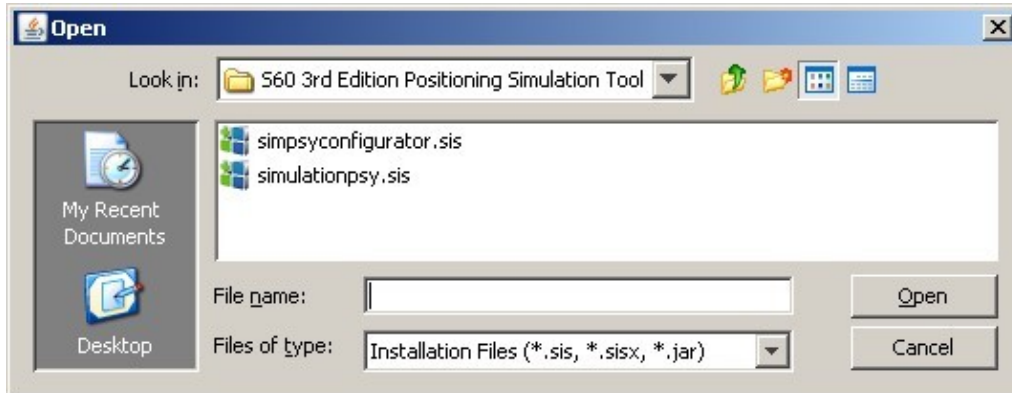 Open
Look in: S60 3rd Edition Positioning Simulation Tool
simpsyconfigurator.sis
simulationpsy.sis
My Recent
Documents
Desktop
File name:
Open
Files of type: Installation Files (*.sis, *.sisx, *.jar)
Cancel